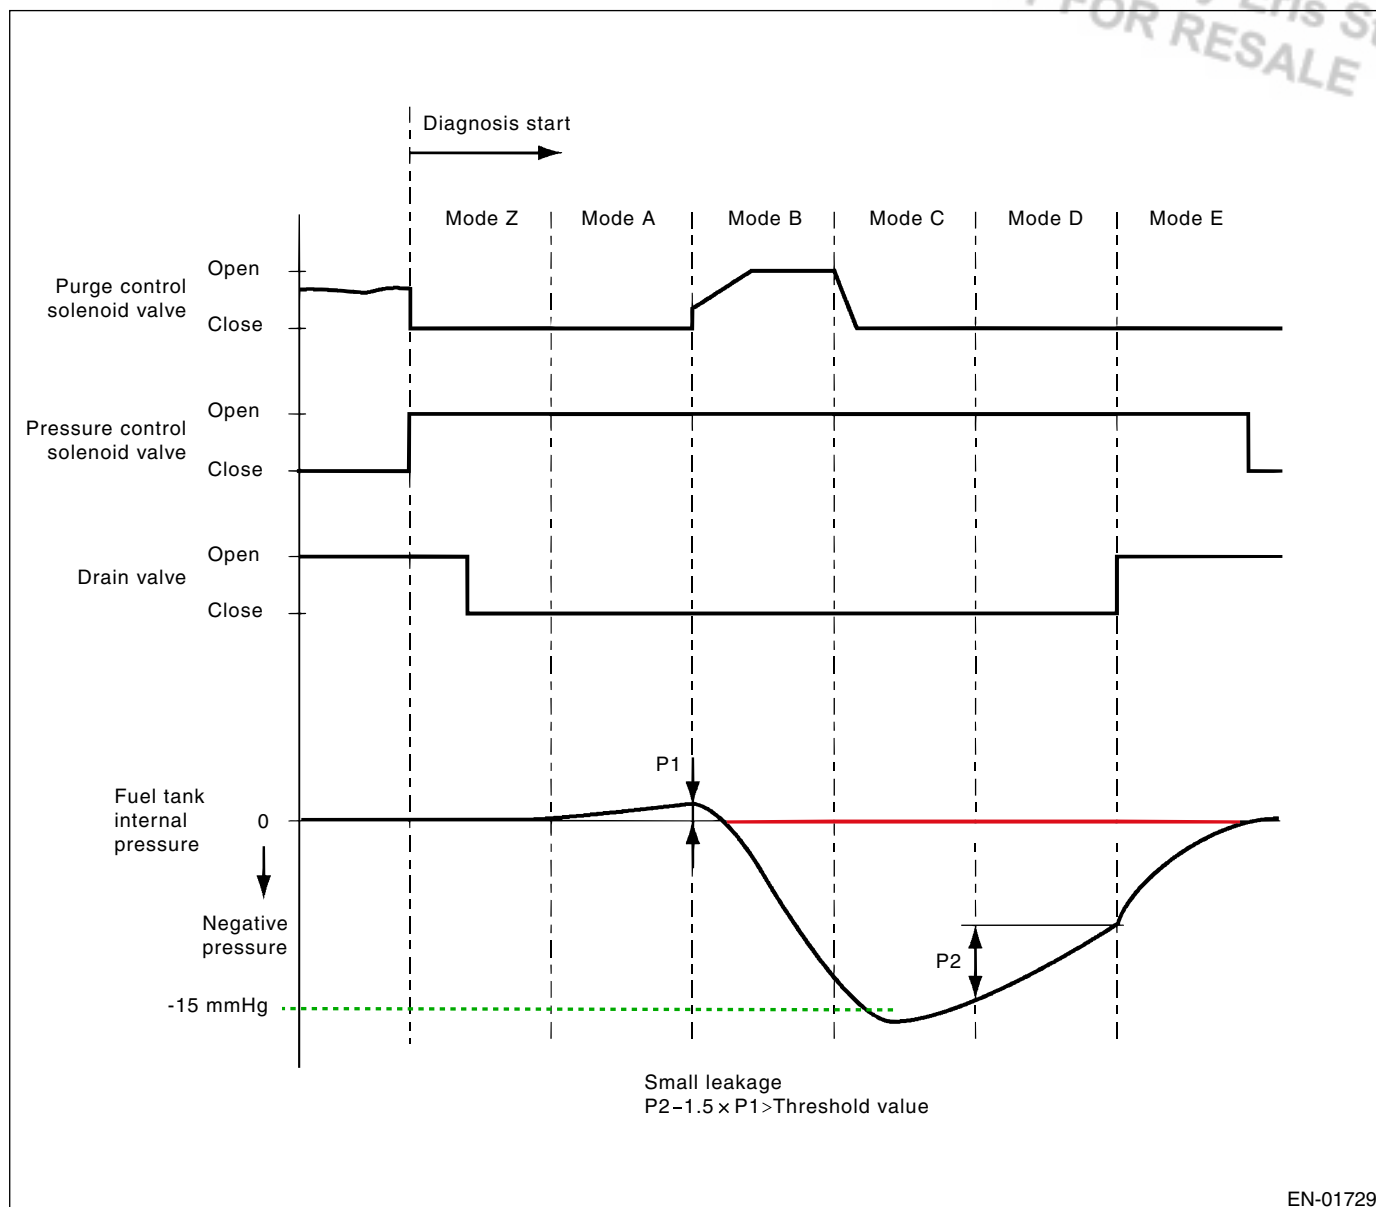 FOR RESALE
Diagnosis start
Mode Z Mode A Mode B Mode C Mode D Mode E
Purge control
solenoid valve
Open
Close
Pressure control
solenoid valve
Open
Close
Drain valve
Open
Close
P1
Fuel tank
internal
pressure
0
Negative
pressure
P2
-15 mmHg
Small leakage
P2−1.5 × P1>Threshold value
EN-01729